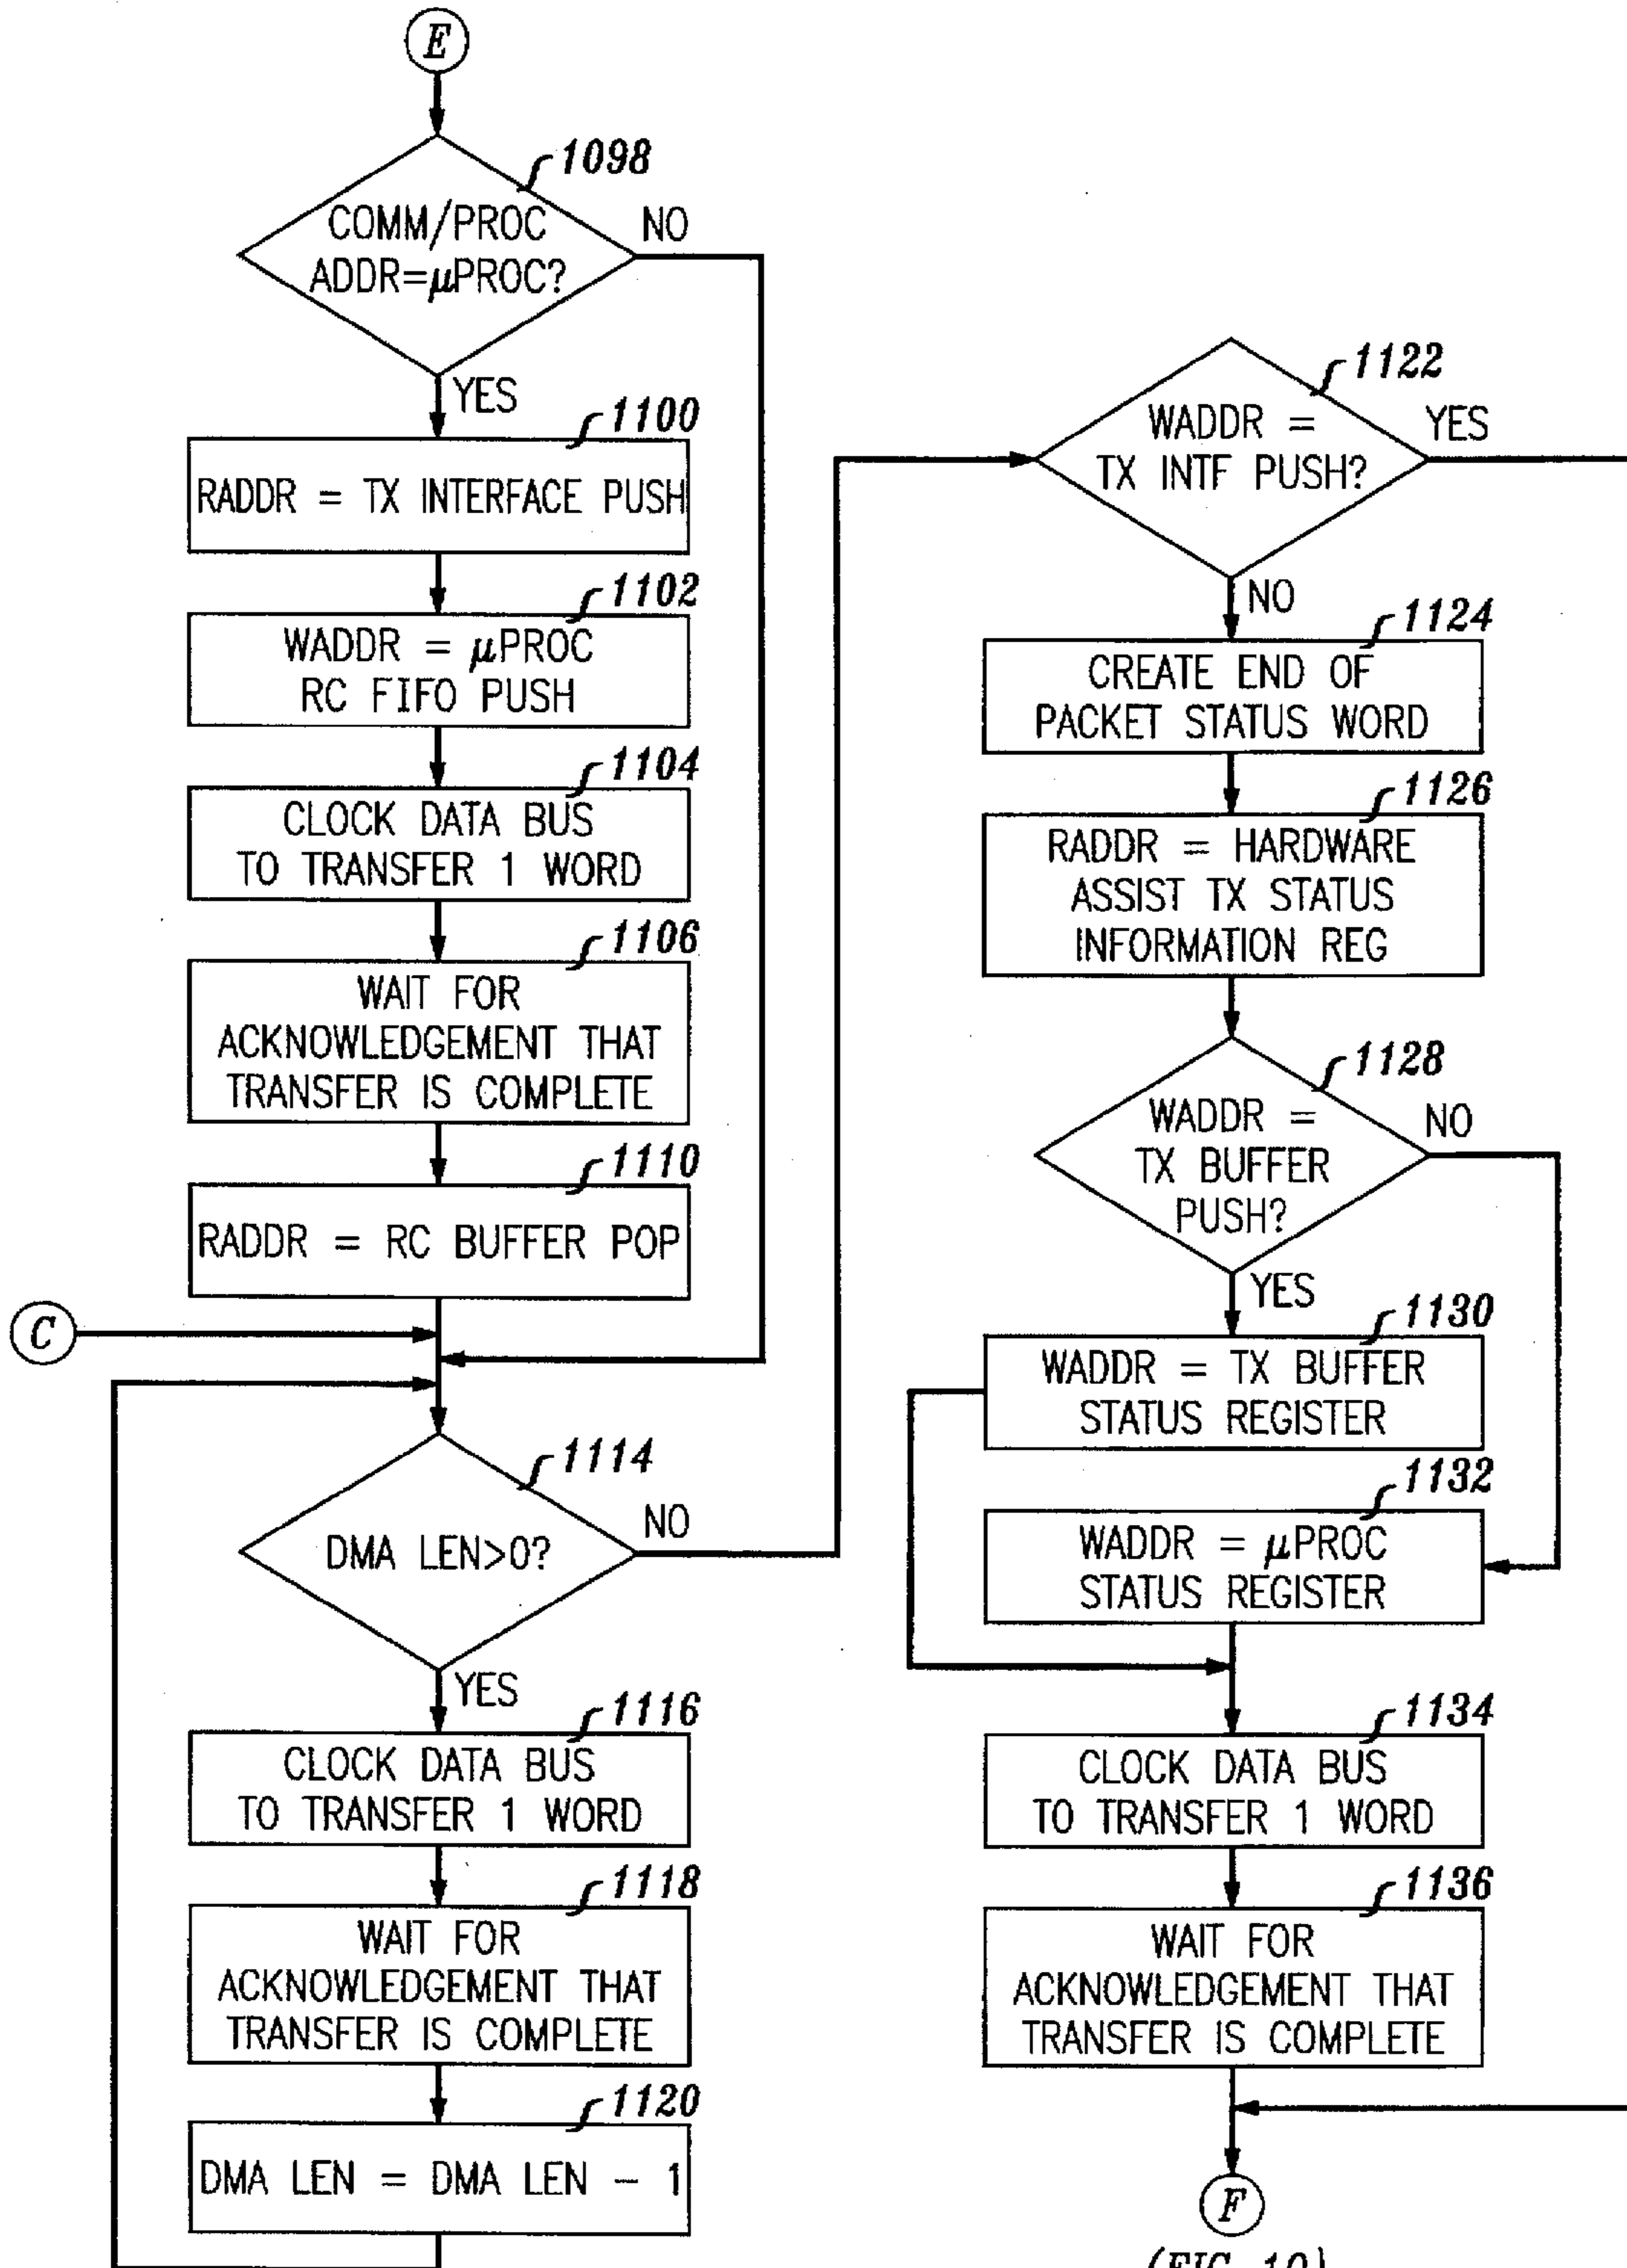 E
1098
COMM/PROC
ADDR=μPROC?
NO
YES
1100
RADDR = TX INTERFACE PUSH
1102
WADDR = μPROC
RC FIFO PUSH
1104
CLOCK DATA BUS
TO TRANSFER 1 WORD
1106
WAIT FOR
ACKNOWLEDGEMENT THAT
TRANSFER IS COMPLETE
1110
RADDR = RC BUFFER POP
C
1114
DMA LEN>0?
NO
YES
1116
CLOCK DATA BUS
TO TRANSFER 1 WORD
1118
WAIT FOR
ACKNOWLEDGEMENT THAT
TRANSFER IS COMPLETE
1120
DMA LEN = DMA LEN - 1
1122
WADDR =
TX INTF PUSH?
YES
NO
1124
CREATE END OF
PACKET STATUS WORD
1126
RADDR = HARDWARE
ASSIST TX STATUS
INFORMATION REG
1128
WADDR =
TX BUFFER
PUSH?
NO
YES
1130
WADDR = TX BUFFER
STATUS REGISTER
1132
WADDR = μPROC
STATUS REGISTER
1134
CLOCK DATA BUS
TO TRANSFER 1 WORD
1136
WAIT FOR
ACKNOWLEDGEMENT THAT
TRANSFER IS COMPLETE
F
(FIG. 10)